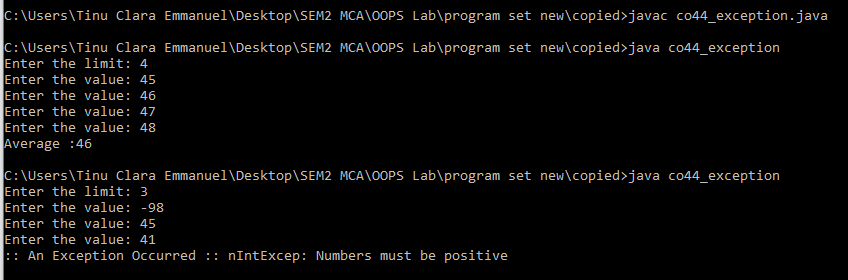 C:\Users\Tinu Clara Emmanuel\Desktop\SEM2 MCA\OOPS Lab\program set new\copied>javac co44_exception.java
C:\Users\Tinu Clara Emmanuel\Desktop\SEM2 MCA\OOPS Lab\program set new\copied>java co44_exception
Enter the limit: 4
Enter the value: 45
Enter the value: 46
Enter the value: 47
Enter the value: 48
Average :46
C:\Users\Tinu Clara Emmanuel\Desktop\SEM2 MCA\OOPS Lab\program set new\copied>java co44_exception
Enter the limit: 3
Enter the value: -98
Enter the value: 45
Enter the value: 41
:: An Exception Occurred :: nIntExcep: Numbers must be positive